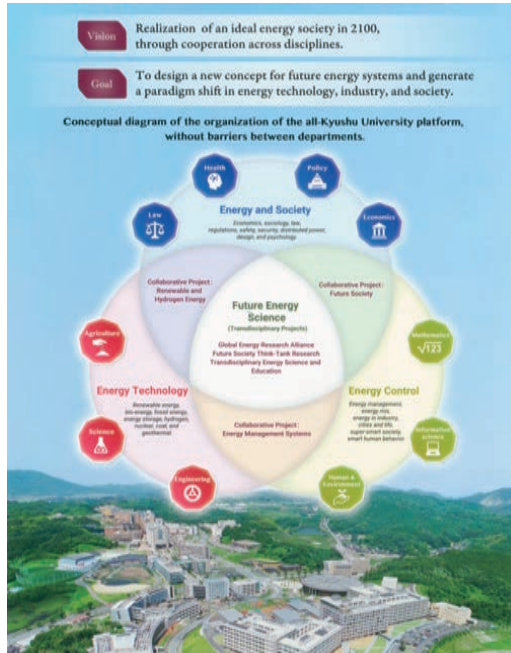 Vision
Realization of an ideal energy society in 2100,
through cooperation across disciplines.
Goal
To design a new concept for future energy systems and generate
a paradigm shift in energy technology, industry, and society.
Conceptual diagram of the organization of the all-Kyushu University platform,
without barriers between departments.
Health
Policy
Law
Economics
Energy and Society
Economics, sociology, law,
regulations, safety, security, distributed power,
design, and psychology
Collaborative Project:
Renewable and
Hydrogen Energy
Collaborative Project:
Future Society
Future Energy
Science
(Transdisciplinary Projects)
Global Energy Research Alliance
Future Society Think-Tank Research
Transdisciplinary Energy Science and
Education
Agriculture
Mathematics
√123
Energy Technology
Renewable energy,
bio-energy, fossil energy,
energy storage, hydrogen,
nuclear, coal, and
geothermal
Energy Control
Energy management,
energy mix,
energy in industry,
cities and life,
super-smart society,
smart human behavior
Science
Information
science
Collaborative Project:
Energy Management Systems
Engineering
Human &
Environment